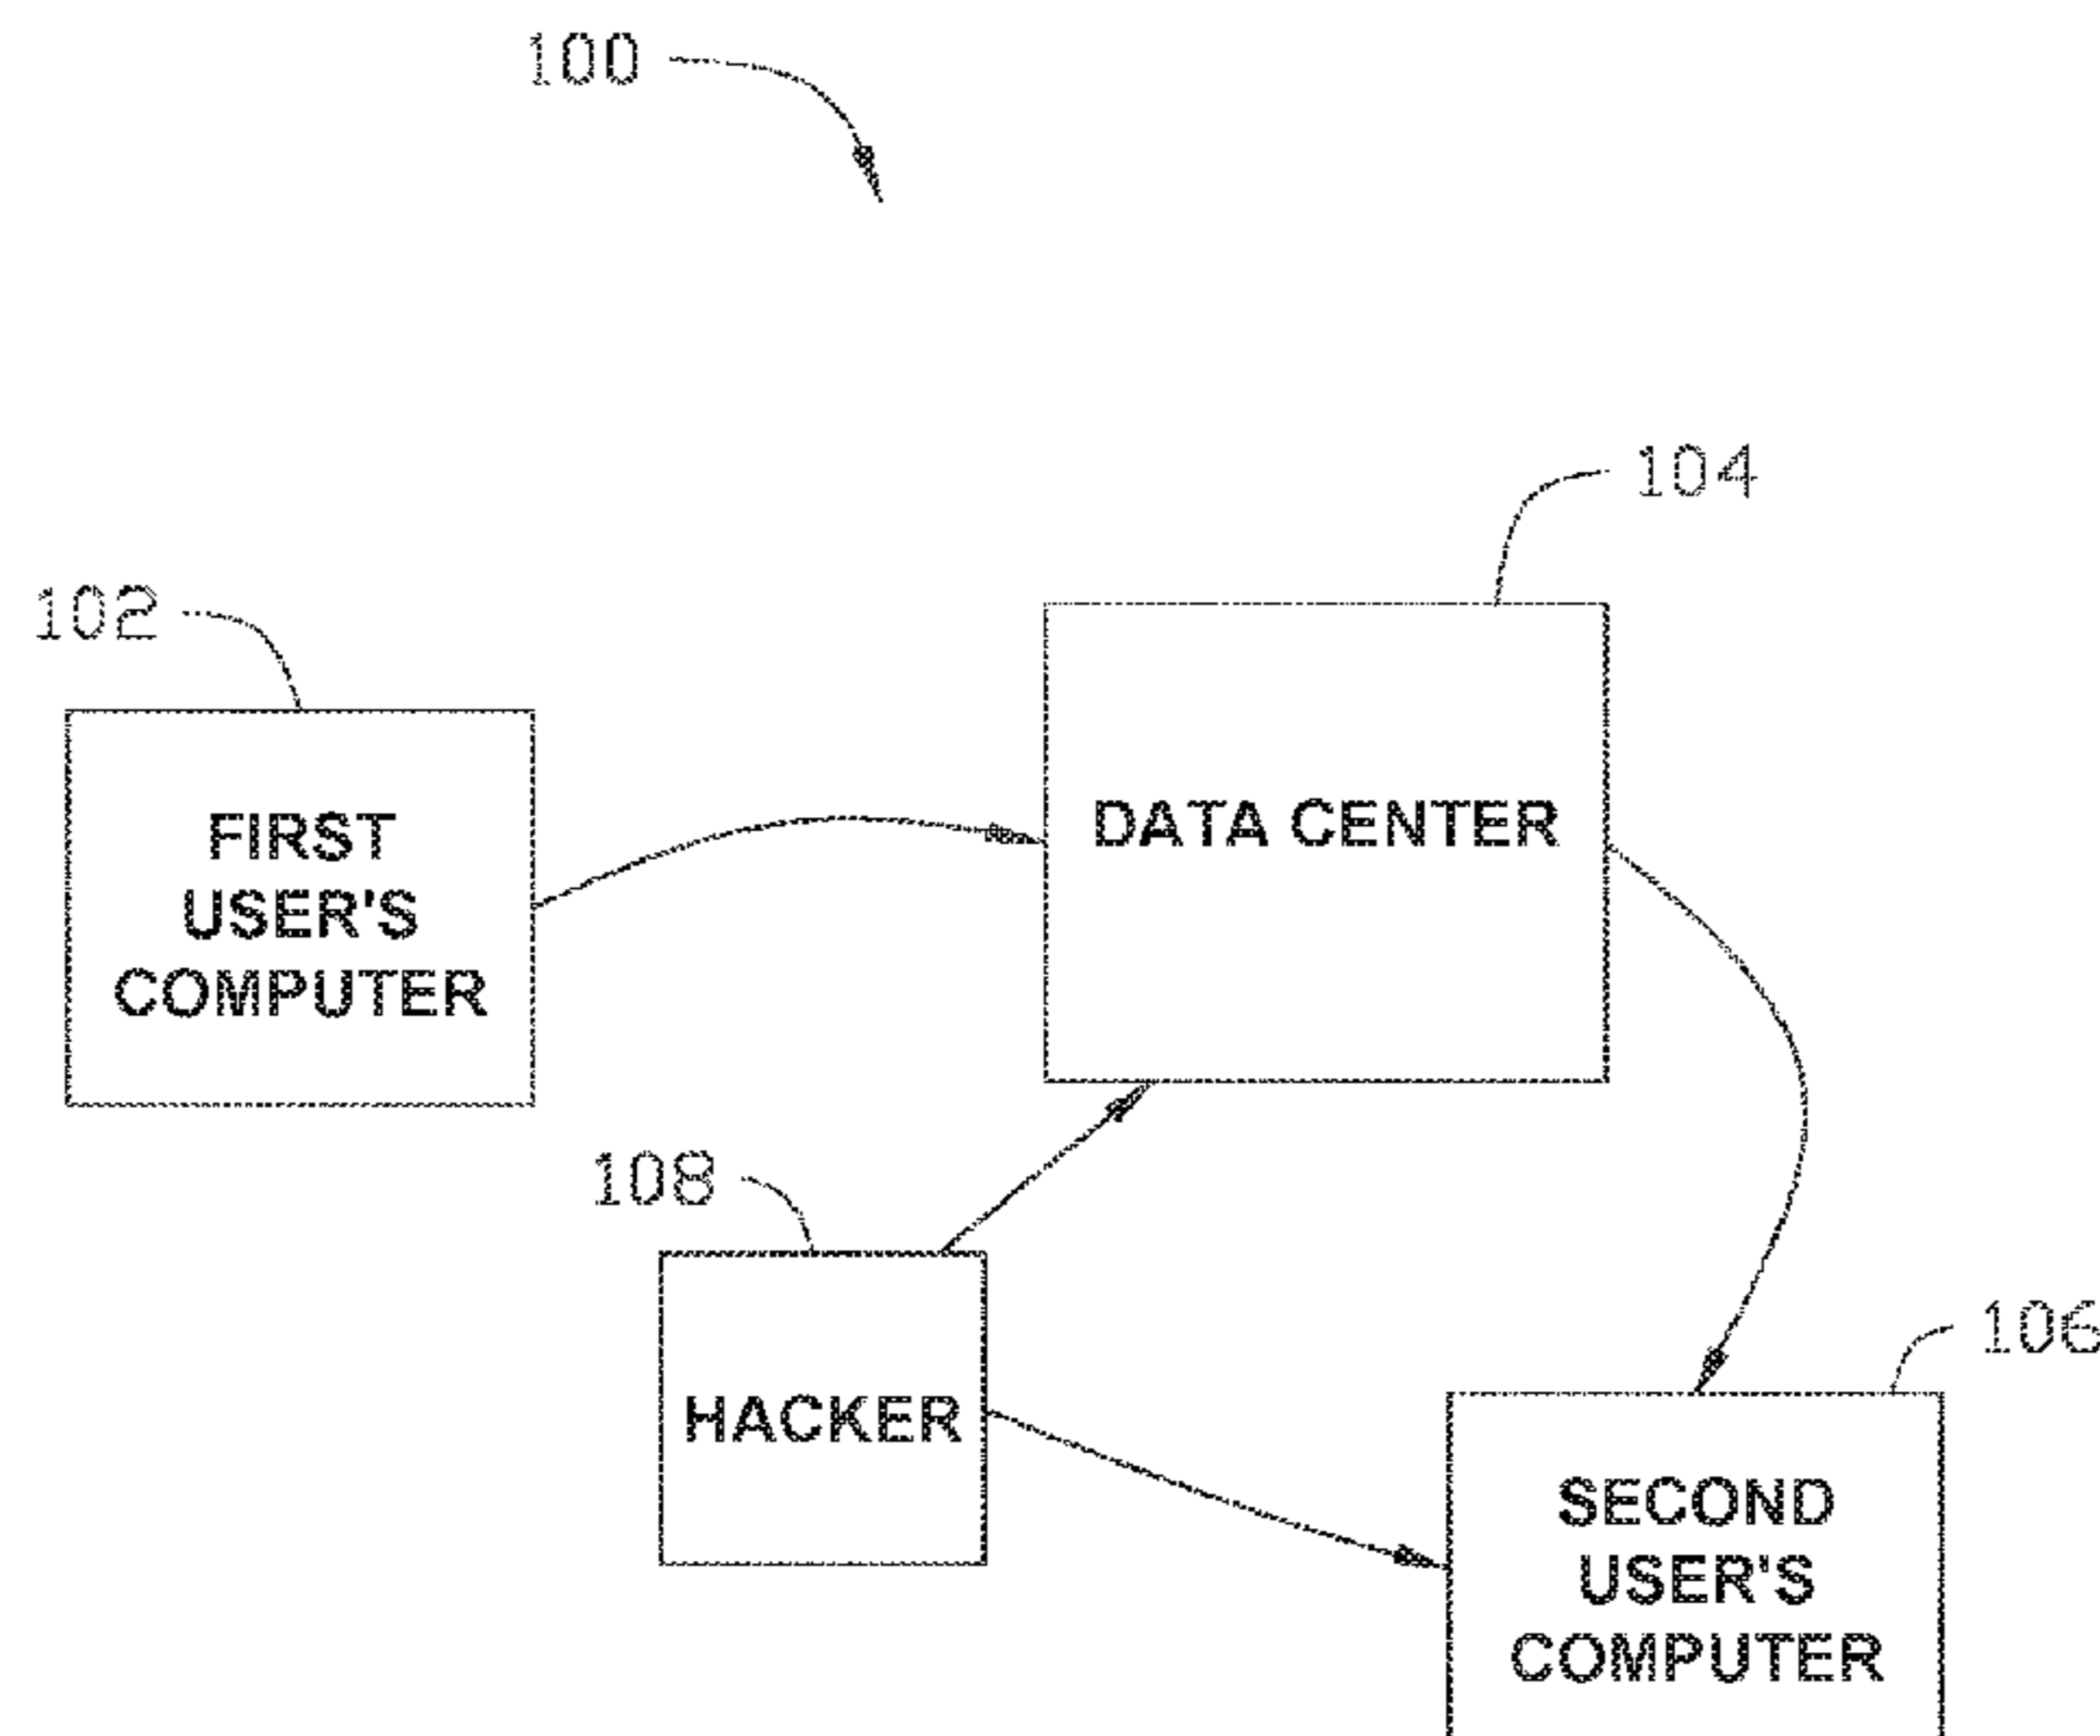 100
104
102
DATA CENTER
FIRST
USER'S
COMPUTER
108
106
HACKER
SECOND
USER'S
COMPUTER